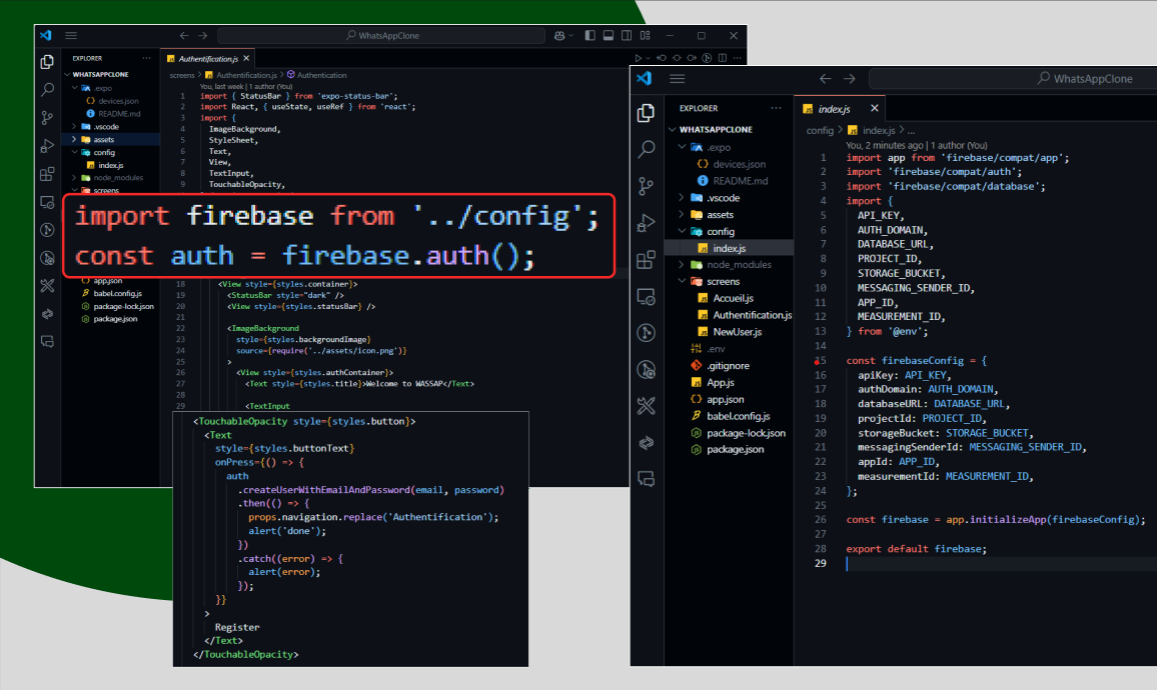 WhatsAppClone
EXPLORER
WHATSAPPCLONE
.expo
devices.json
README.md
.vscode
assets
config
index.js
node_modules
screens
app.json
babel.config.js
package-lock.json
package.json
Authentification.js
screens > Authentification.js > Authentication
You, last week | 1 author (You)
1 import { StatusBar } from 'expo-status-bar';
2 import React, { useState, useRef } from 'react';
3 import {
4 ImageBackground,
5 StyleSheet,
6 Text,
7 View,
8 TextInput,
9 TouchableOpacity,
import firebase from '../config';
const auth = firebase.auth();
18 <View style={styles.container}>
19 <StatusBar style="dark" />
20 <View style={styles.statusBar} />
21
22 <ImageBackground
23 style={styles.backgroundImage}
24 source={require('../assets/icon.png')}
25 >
26 <View style={styles.authContainer}>
27 <Text style={styles.title}>Welcome to WASSAP</Text>
28
29 <TextInput
<TouchableOpacity style={styles.button}>
<Text
style={styles.buttonText}
onPress={() => {
auth
.createUserWithEmailAndPassword(email, password)
.then(() => {
props.navigation.replace('Authentification');
alert('done');
})
.catch((error) => {
alert(error);
});
}}
>
Register
</Text>
</TouchableOpacity>
WhatsAppClone
EXPLORER
WHATSAPPCLONE
.expo
devices.json
README.md
.vscode
assets
config
index.js
node_modules
screens
Accueil.js
Authentification.js
NewUser.js
.env
.gitignore
App.js
app.json
babel.config.js
package-lock.json
package.json
index.js
config > index.js > ...
You, 2 minutes ago | 1 author (You)
1 import app from 'firebase/compat/app';
2 import 'firebase/compat/auth';
3 import 'firebase/compat/database';
4 import {
5 API_KEY,
6 AUTH_DOMAIN,
7 DATABASE_URL,
8 PROJECT_ID,
9 STORAGE_BUCKET,
10 MESSAGING_SENDER_ID,
11 APP_ID,
12 MEASUREMENT_ID,
13 } from '@env';
14
15 const firebaseConfig = {
16 apiKey: API_KEY,
17 authDomain: AUTH_DOMAIN,
18 databaseURL: DATABASE_URL,
19 projectId: PROJECT_ID,
20 storageBucket: STORAGE_BUCKET,
21 messagingSenderId: MESSAGING_SENDER_ID,
22 appId: APP_ID,
23 measurementId: MEASUREMENT_ID,
24 };
25
26 const firebase = app.initializeApp(firebaseConfig);
27
28 export default firebase;
29